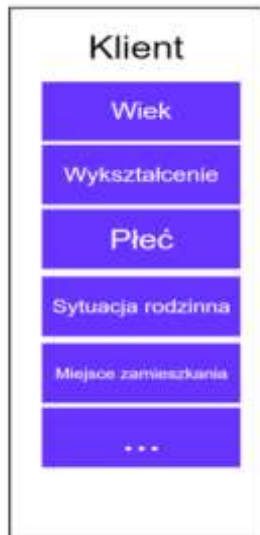 Klient
Wiek
Wykształcenie
Płeć
Sytuacja rodzinna
Miejsce zamieszkania
...